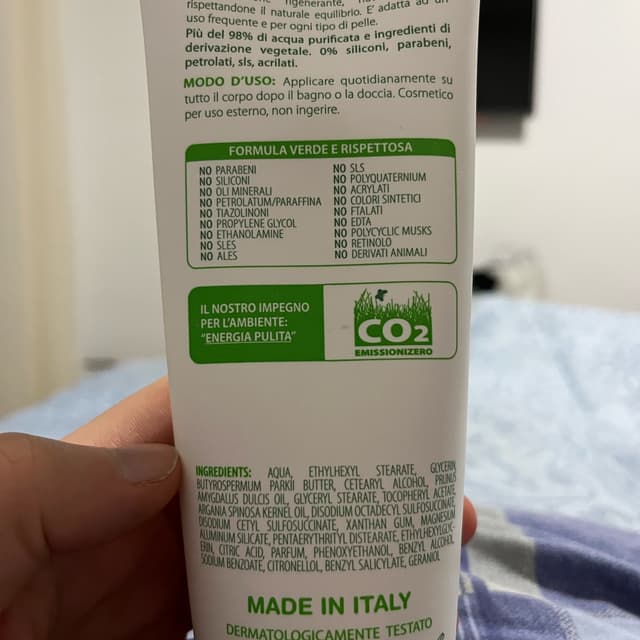 rispettandone il naturale equilibrio. E' adatta ad un
uso frequente e per ogni tipo di pelle.
Più del 98% di acqua purificata e ingredienti di
derivazione vegetale. 0% siliconi, parabeni,
petrolati, sls, acrilati.
MODO D'USO: Applicare quotidianamente su
tutto il corpo dopo il bagno o la doccia. Cosmetico
per uso esterno, non ingerire.
FORMULA VERDE E RISPETTOSA
NO PARABENI
NO SILICONI
NO OLI MINERALI
NO PETROLATUM/PARAFFINA
NO TIAZOLINONI
NO PROPYLENE GLYCOL
NO ETHANOLAMINE
NO SLES
NO ALES
NO SLS
NO POLYQUATERNIUM
NO ACRYLATI
NO COLORI SINTETICI
NO FTALATI
NO EDTA
NO POLYCYCLIC MUSKS
NO RETINOLO
NO DERIVATI ANIMALI
IL NOSTRO IMPEGNO
PER L'AMBIENTE:
"ENERGIA PULITA"
CO2
EMISSIONIZERO
INGREDIENTS: AQUA, ETHYLHEXYL STEARATE, GLYCERIN,
BUTYROSPERMUM PARKII BUTTER, CETEARYL ALCOHOL, PRUNUS
AMYGDALUS DULCIS OIL, GLYCERYL STEARATE, TOCOPHERYL ACETATE,
ARGANIA SPINOSA KERNEL OIL, DISODIUM OCTADECYL SULFOSUCCINATE,
DISODIUM CETYL SULFOSUCCINATE, XANTHAN GUM, MAGNESIUM
ALUMINIUM SILICATE, PENTAERYTHRITYL DISTEARATE, ETHYLHEXYLGLYC-
ERIN, CITRIC ACID, PARFUM, PHENOXYETHANOL, BENZYL ALCOHOL,
SODIUM BENZOATE, CITRONELLOL, BENZYL SALICYLATE, GERANIOL
MADE IN ITALY
DERMATOLOGICAMENTE TESTATO